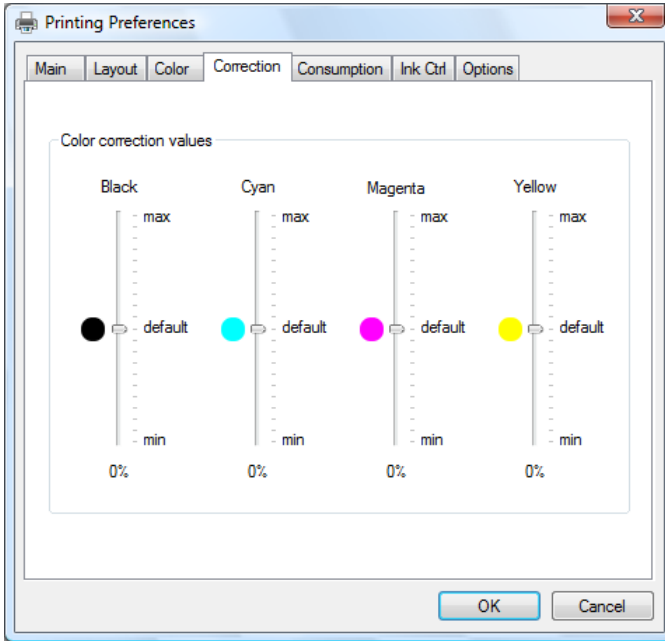 Printing Preferences
Main Layout Color Correction Consumption Ink Ctrl Options
Color correction values
Black Cyan Magenta Yellow
max max max max
default default default default
min min min min
0% 0% 0% 0%
OK Cancel